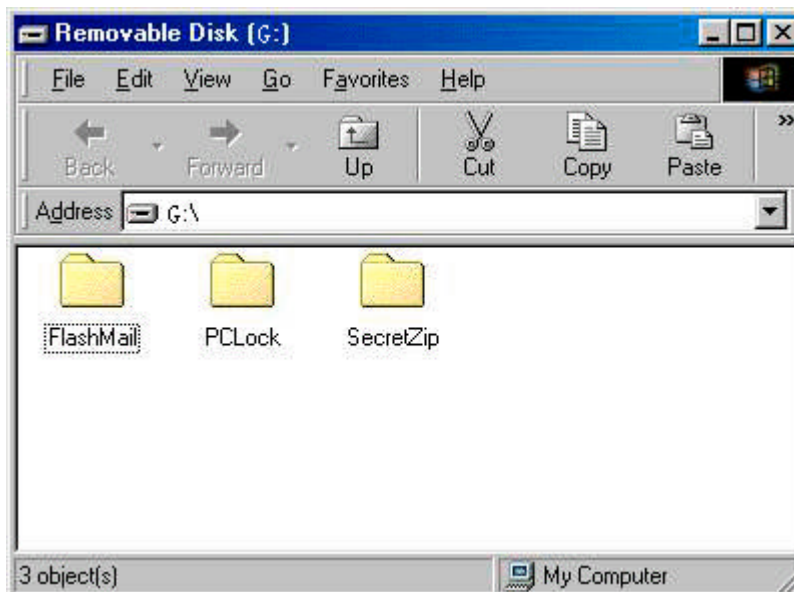 Removable Disk (G:)
File Edit View Go Favorites Help
Back Forward Up Cut Copy Paste »
Address G:\
FlashMail PCLock SecretZip
3 object(s) My Computer